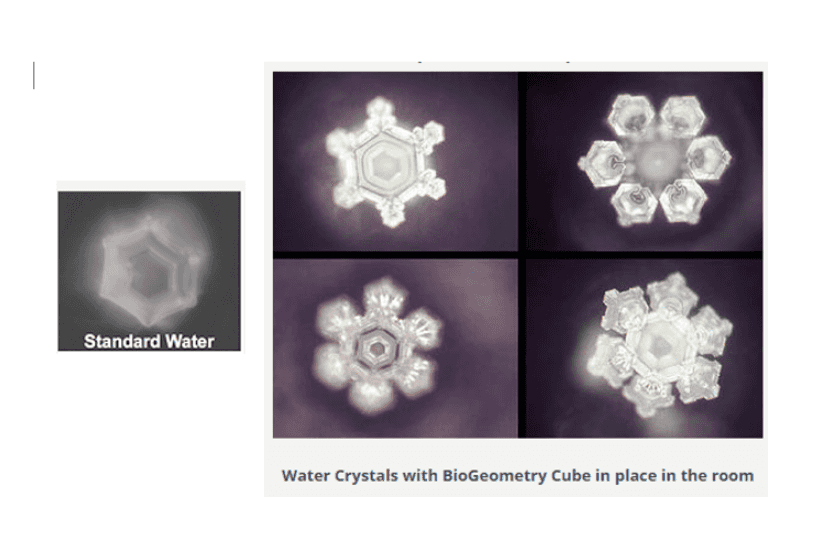 Standard Water
Water Crystals with BioGeometry Cube in place in the room